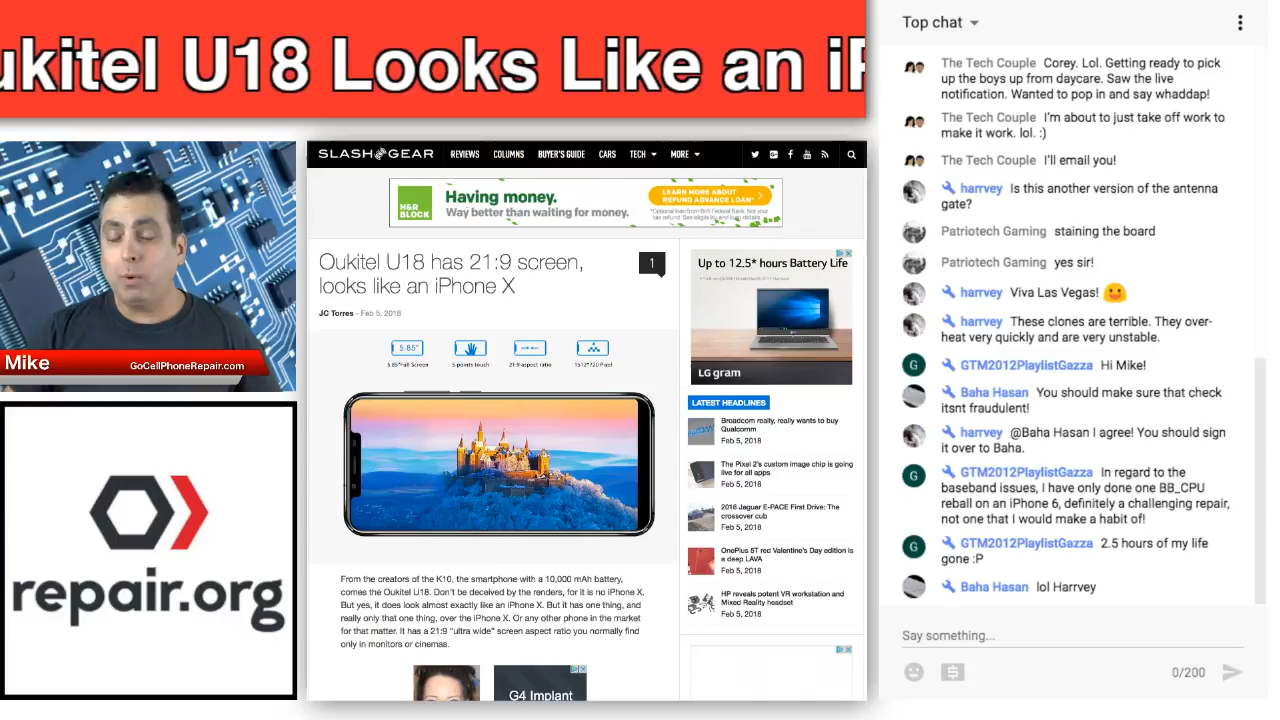 ukitel U18 Looks Like an iP
Mike
GoCellPhoneRepair.com
repair.org
SLASHGEAR
REVIEWS
COLUMNS
BUYER'S GUIDE
CARS
TECH
MORE
H&R
BLOCK
Having money.
Way better than waiting for money.
LEARN MORE ABOUT
REFUND ADVANCE LOAN*
Oukitel U18 has 21:9 screen,
looks like an iPhone X
1
JC Torres - Feb 5, 2018
5.85"
5.85"Full Screen
5 points touch
21:9 aspect ratio
1512*720 Pixel
From the creators of the K10, the smartphone with a 10,000 mAh battery,
comes the Oukitel U18. Don't be deceived by the renders, for it is no iPhone X.
But yes, it does look almost exactly like an iPhone X. But it has one thing, and
really only that one thing, over the iPhone X. Or any other phone in the market
for that matter. It has a 21:9 "ultra wide" screen aspect ratio you normally find
only in monitors or cinemas.
G4 Implant
Up to 12.5* hours Battery Life
LG gram
LATEST HEADLINES
Broadcom really, really wants to buy
Qualcomm
Feb 5, 2018
The Pixel 2's custom image chip is going
live for all apps
Feb 5, 2018
2018 Jaguar E-PACE First Drive: The
crossover cub
Feb 5, 2018
OnePlus 5T red Valentine's Day edition is
a deep LAVA
Feb 5, 2018
HP reveals potent VR workstation and
Mixed Reality headset
Feb 5, 2018
Top chat
The Tech Couple Corey. Lol. Getting ready to pick
up the boys up from daycare. Saw the live
notification. Wanted to pop in and say whaddap!
The Tech Couple I'm about to just take off work to
make it work. lol. :)
The Tech Couple I'll email you!
harrvey Is this another version of the antenna
gate?
Patriotech Gaming staining the board
Patriotech Gaming yes sir!
harrvey Viva Las Vegas! 😛
harrvey These clones are terrible. They over-
heat very quickly and are very unstable.
G GTM2012PlaylistGazza Hi Mike!
Baha Hasan You should make sure that check
itsnt fraudulent!
harrvey @Baha Hasan I agree! You should sign
it over to Baha.
G GTM2012PlaylistGazza In regard to the
baseband issues, I have only done one BB_CPU
reball on an iPhone 6, definitely a challenging repair,
not one that I would make a habit of!
G GTM2012PlaylistGazza 2.5 hours of my life
gone :P
Baha Hasan lol Harrvey
Say something...
0/200